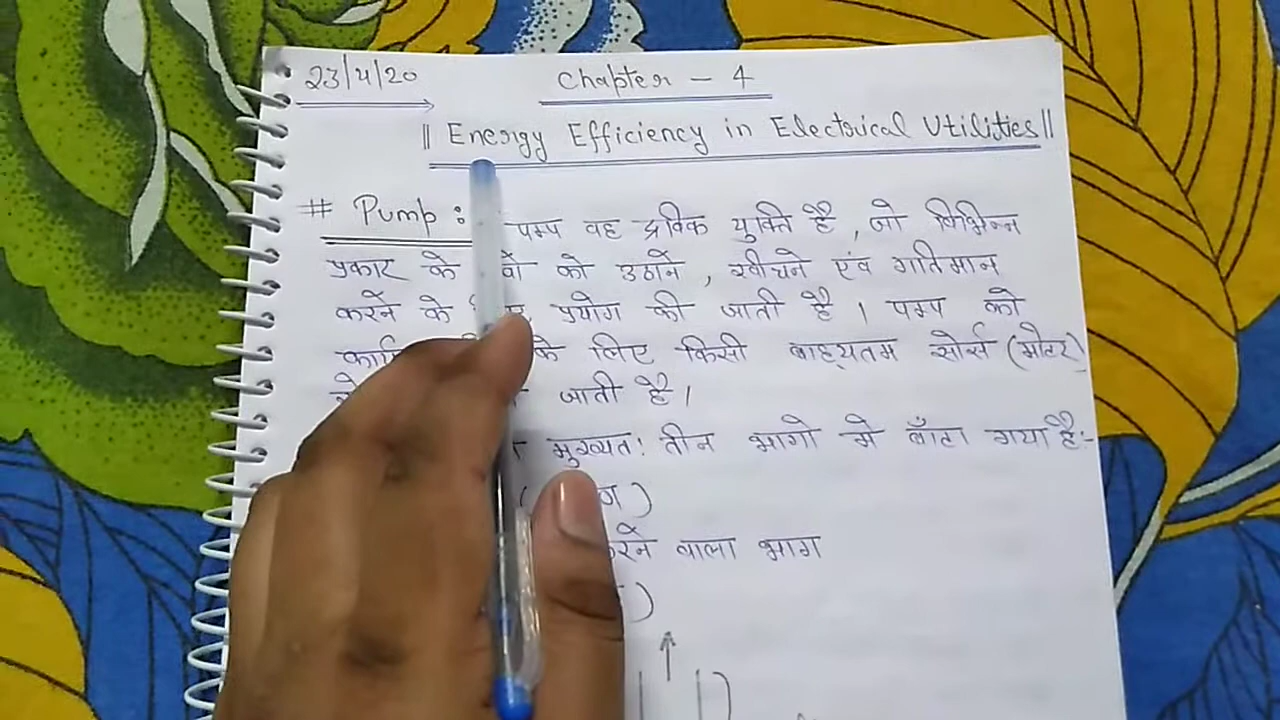 23/4/20
Chapter - 4
|| Energy Efficiency in Electrical Utilities ||
# Pump : पम्प वह द्रविक युक्ति है , जो विभिन्न
प्रकार के को उठाने , खीचने एंव गतिमान
करने के प्रयोग की जाती है । पम्प को
के लिए किसी बाह्यतम सोर्स (मोटर)
जाती है ।
मुख्यत: तीन भागो मे बाँटा गया है:-
करने वाला भाग